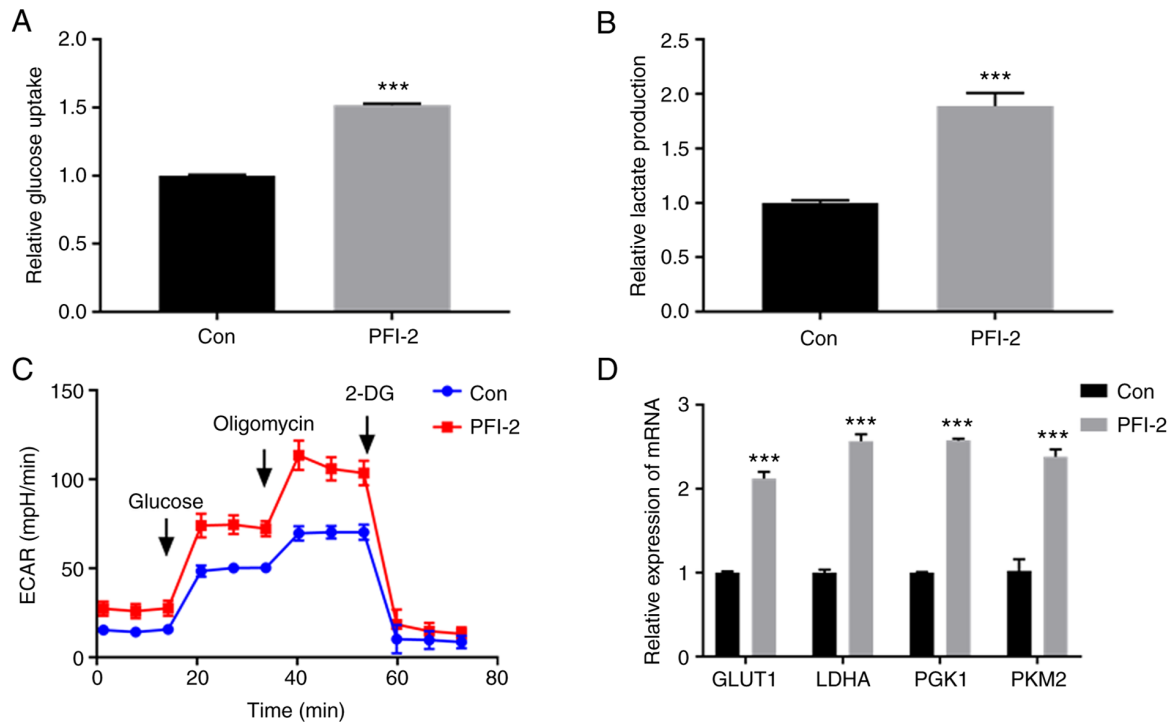 A
Relative glucose uptake
2.0
1.5
1.0
0.5
0.0
***
Con
PFI-2
B
Relative lactate production
2.5
2.0
1.5
1.0
0.5
0.0
***
Con
PFI-2
C
ECAR (mpH/min)
150
100
50
0
Glucose
Oligomycin
2-DG
Con
PFI-2
0
20
40
60
80
Time (min)
D
Relative expression of mRNA
3
2
1
0
***
***
***
***
Con
PFI-2
GLUT1
LDHA
PGK1
PKM2